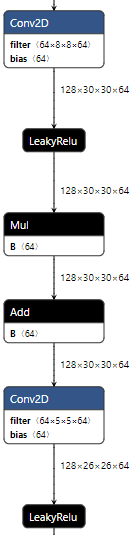 Conv2D
filter ⟨64×8×8×64⟩
bias ⟨64⟩
128×30×30×64
LeakyRelu
128×30×30×64
Mul
B ⟨64⟩
128×30×30×64
Add
B ⟨64⟩
128×30×30×64
Conv2D
filter ⟨64×5×5×64⟩
bias ⟨64⟩
128×26×26×64
LeakyRelu